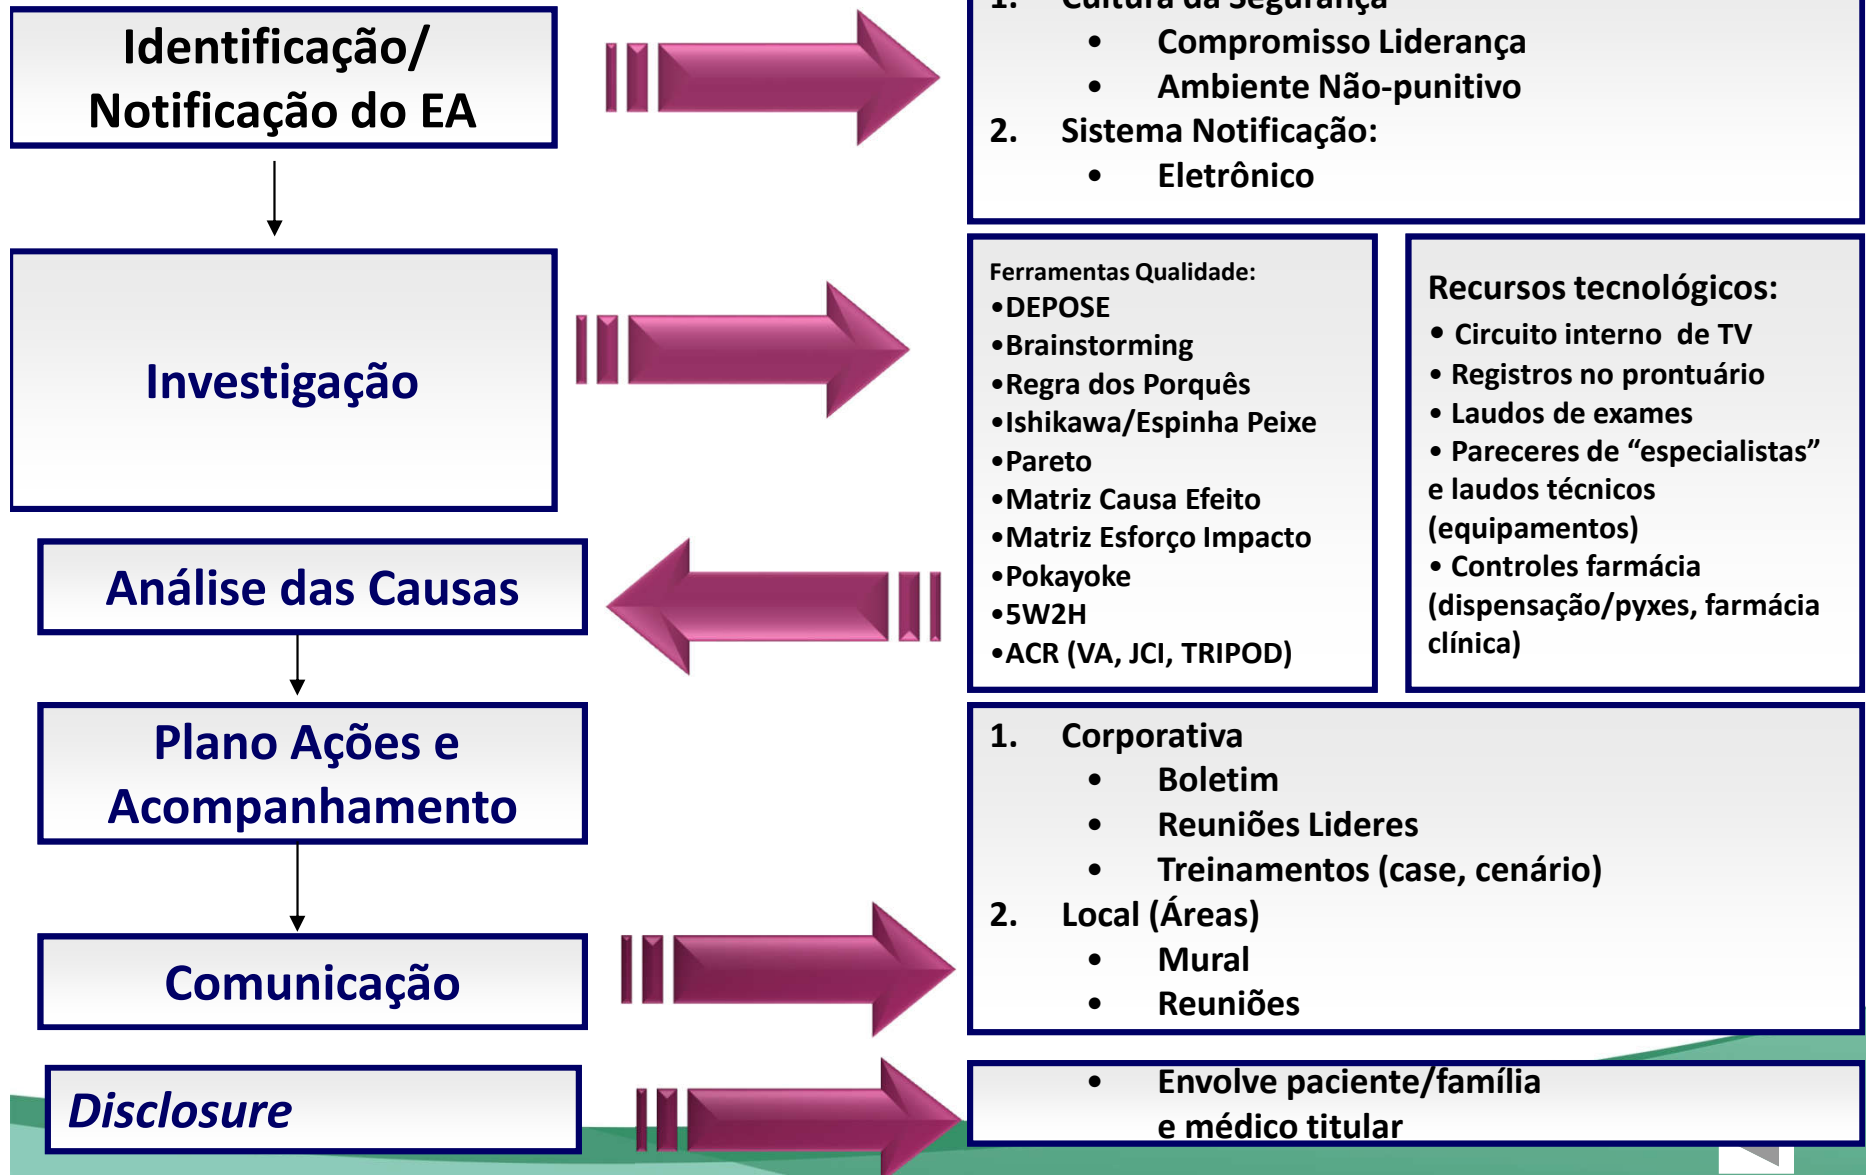 Identificação/
Notificação do EA
1. Cultura da Segurança
• Compromisso Liderança
• Ambiente Não-punitivo
2. Sistema Notificação:
• Eletrônico
Investigação
Ferramentas Qualidade:
•DEPOSE
•Brainstorming
•Regra dos Porquês
•Ishikawa/Espinha Peixe
•Pareto
•Matriz Causa Efeito
•Matriz Esforço Impacto
•Pokayoke
•5W2H
•ACR (VA, JCI, TRIPOD)
Recursos tecnológicos:
• Circuito interno de TV
• Registros no prontuário
• Laudos de exames
• Pareceres de “especialistas”
e laudos técnicos
(equipamentos)
• Controles farmácia
(dispensação/pyxes, farmácia
clínica)
Análise das Causas
Plano Ações e
Acompanhamento
1. Corporativa
• Boletim
• Reuniões Lideres
• Treinamentos (case, cenário)
2. Local (Áreas)
• Mural
• Reuniões
Comunicação
Disclosure
• Envolve paciente/família
e médico titular